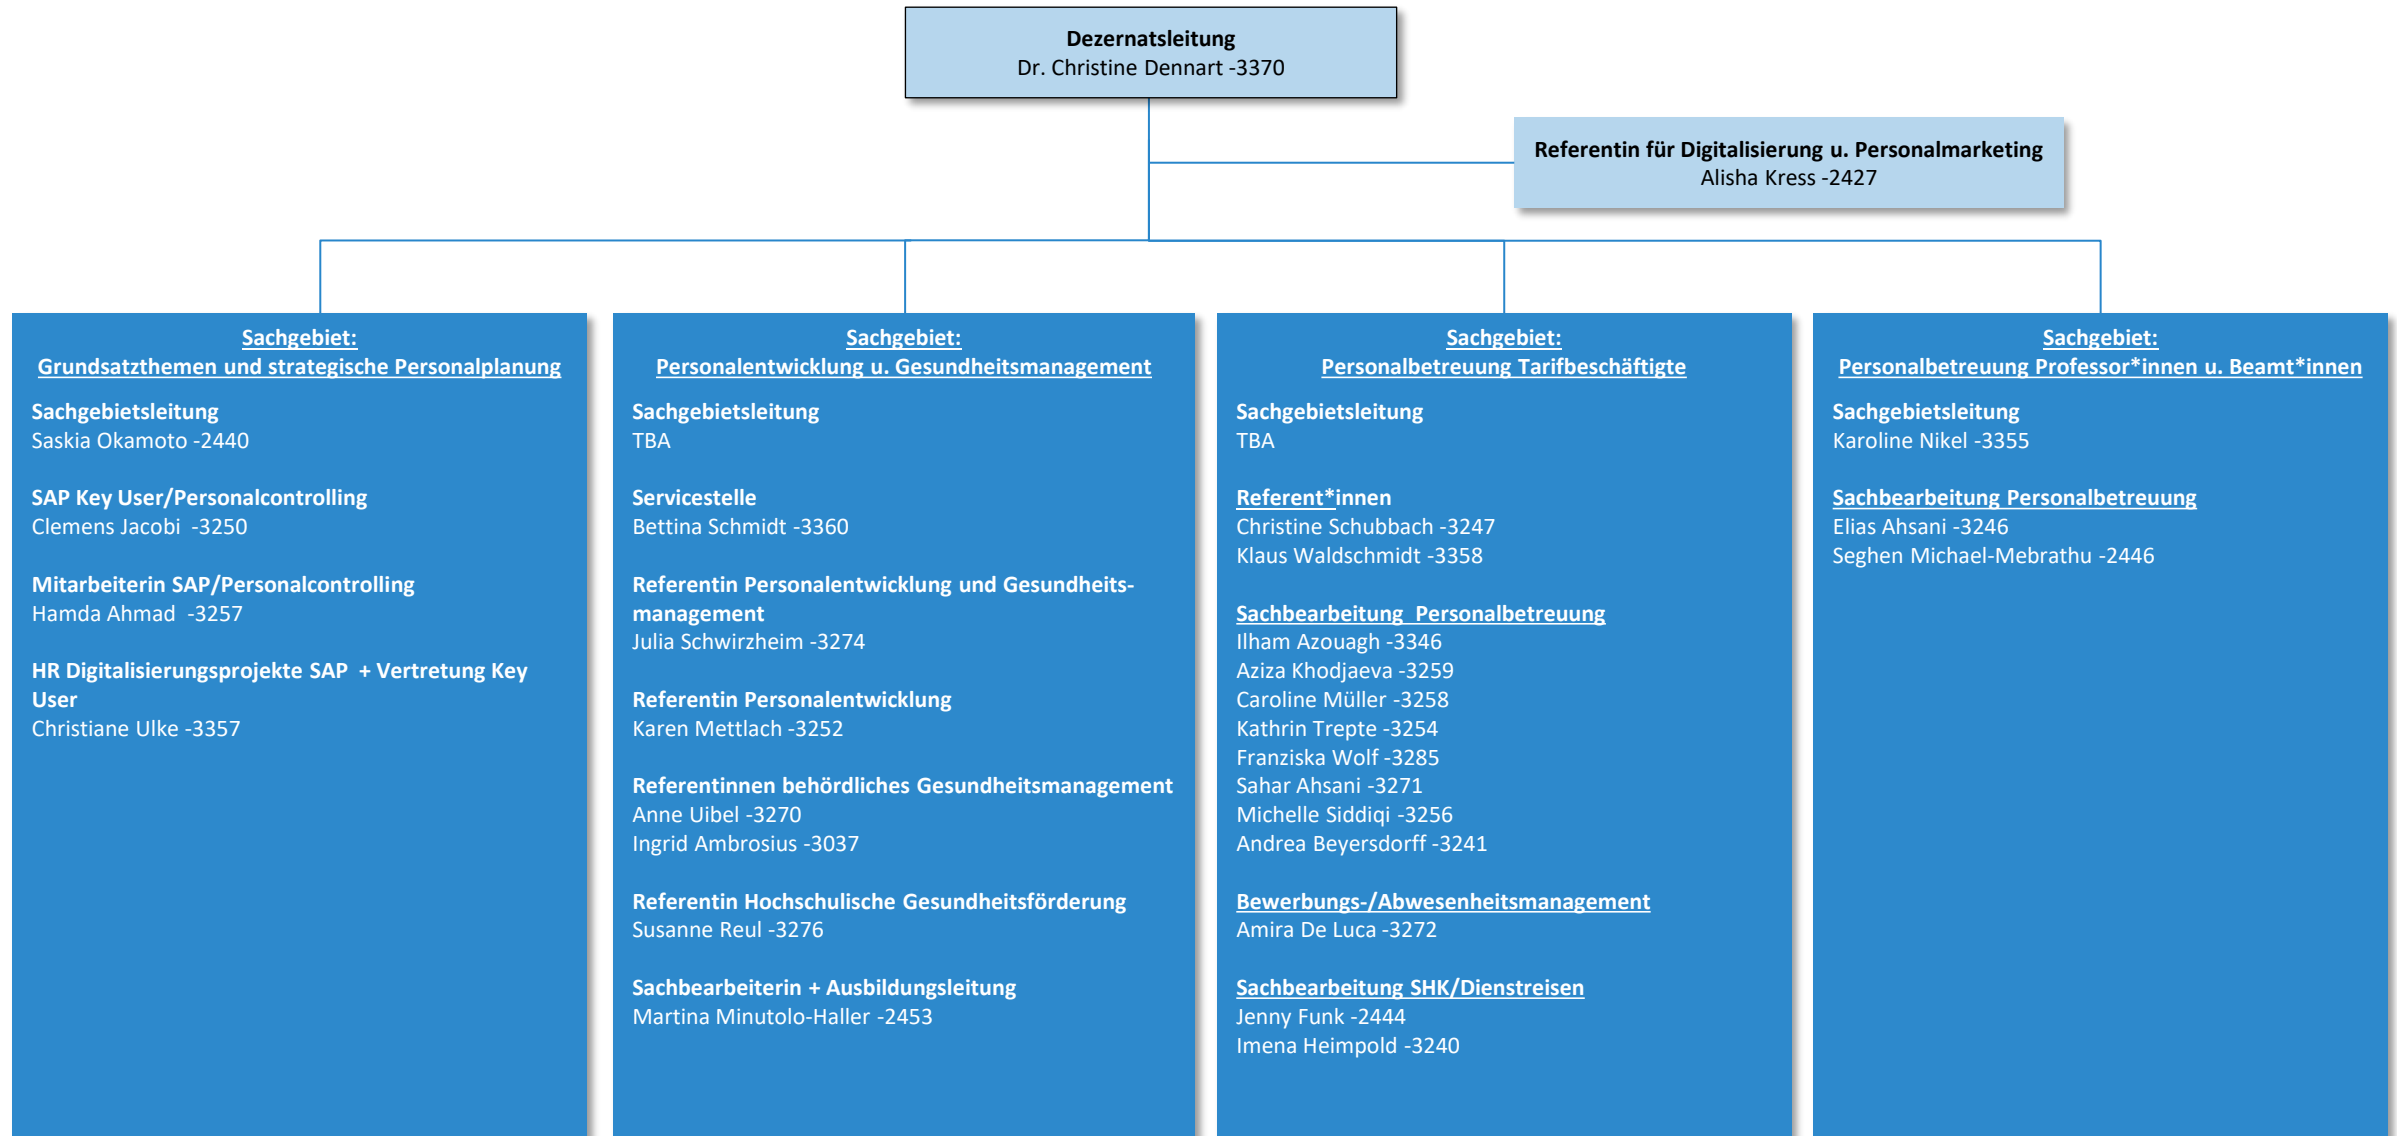 Dezernatsleitung
Dr. Christine Dennart -3370
Referentin für Digitalisierung u. Personalmarketing
Alisha Kress -2427
Sachgebiet:
Grundsatzthemen und strategische Personalplanung
Sachgebietsleitung
Saskia Okamoto -2440
SAP Key User/Personalcontrolling
Clemens Jacobi  -3250
Mitarbeiterin SAP/Personalcontrolling
Hamda Ahmad  -3257
HR Digitalisierungsprojekte SAP  + Vertretung Key
User
Christiane Ulke -3357
Sachgebiet:
Personalentwicklung u. Gesundheitsmanagement
Sachgebietsleitung
TBA
Servicestelle
Bettina Schmidt -3360
Referentin Personalentwicklung und Gesundheits-
management
Julia Schwirzheim -3274
Referentin Personalentwicklung
Karen Mettlach -3252
Referentinnen behördliches Gesundheitsmanagement
Anne Uibel -3270
Ingrid Ambrosius -3037
Referentin Hochschulische Gesundheitsförderung
Susanne Reul -3276
Sachbearbeiterin + Ausbildungsleitung
Martina Minutolo-Haller -2453
Sachgebiet:
Personalbetreuung Tarifbeschäftigte
Sachgebietsleitung
TBA
Referent*innen
Christine Schubbach -3247
Klaus Waldschmidt -3358
Sachbearbeitung  Personalbetreuung
Ilham Azouagh -3346
Aziza Khodjaeva -3259
Caroline Müller -3258
Kathrin Trepte -3254
Franziska Wolf -3285
Sahar Ahsani -3271
Michelle Siddiqi -3256
Andrea Beyersdorff -3241
Bewerbungs-/Abwesenheitsmanagement
Amira De Luca -3272
Sachbearbeitung SHK/Dienstreisen
Jenny Funk -2444
Imena Heimpold -3240
Sachgebiet:
Personalbetreuung Professor*innen u. Beamt*innen
Sachgebietsleitung
Karoline Nikel -3355
Sachbearbeitung Personalbetreuung
Elias Ahsani -3246
Seghen Michael-Mebrathu -2446